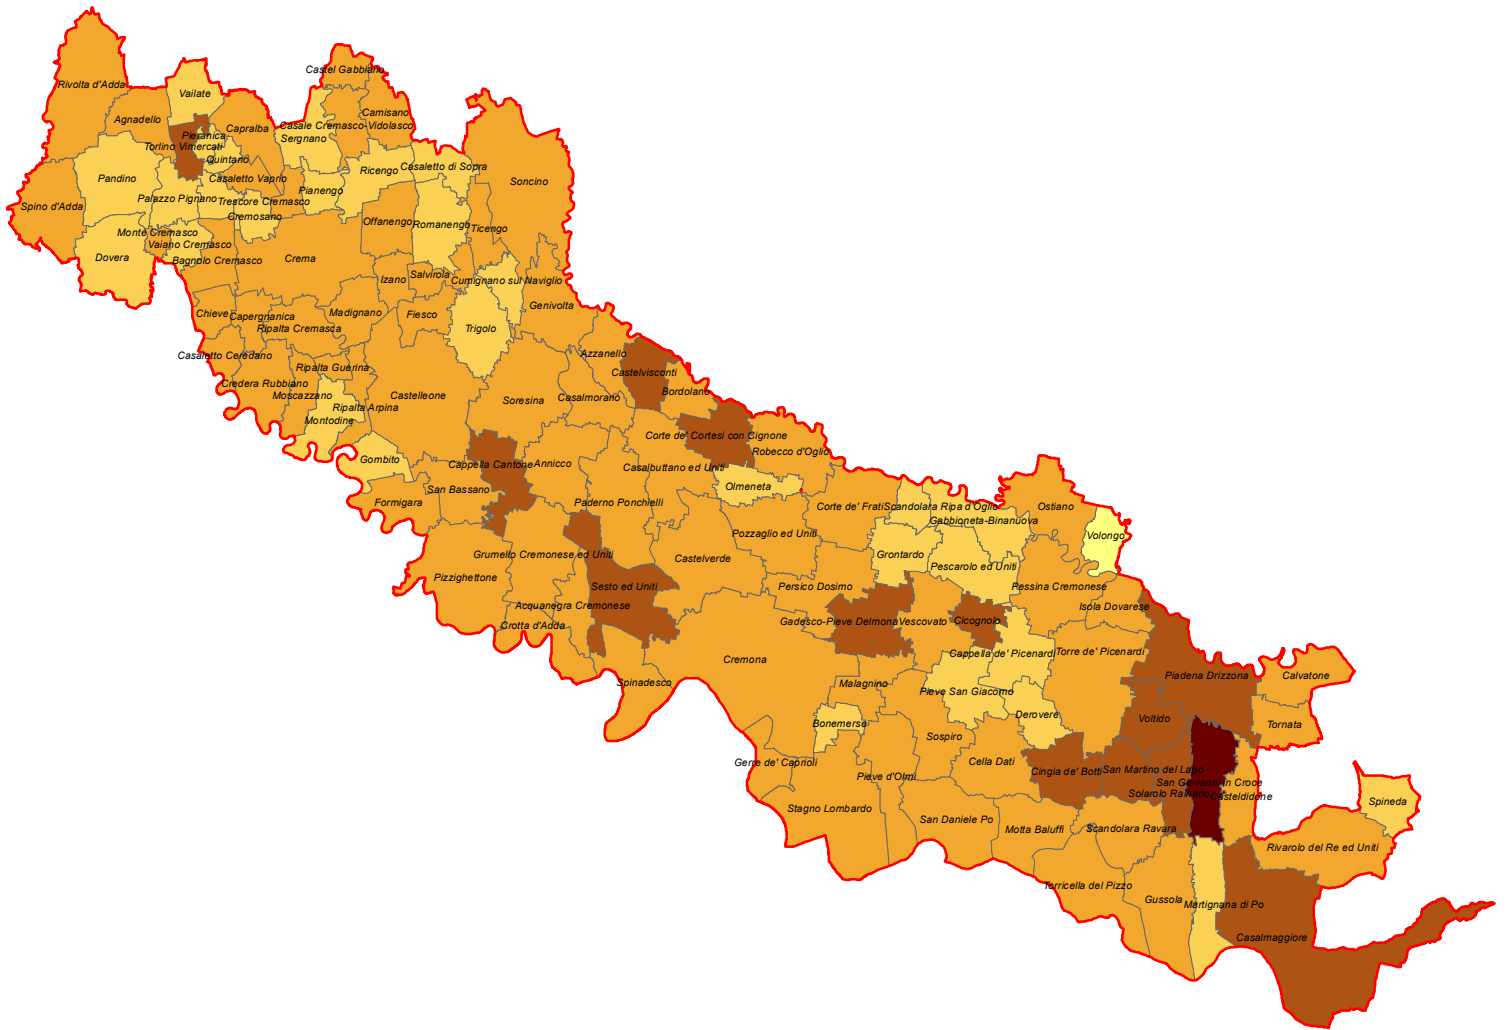 Castel Gabbiano
Rivolta d'Adda
Vailate
Camisano
Agnadello
Casale Cremasco
Vidolasco
Capralba
Pieranica
Sergnano
Torlino Vimercati
Quintano
Casaletto di Sopra
Ricengo
Pandino
Casaletto Vaprio
Soncino
Pianengo
Palazzo Pignano
Trescore Cremasco
Spino d'Adda
Cremosano
Offanengo
Romanengo
Ticengo
Monte Cremasco
Vaiano Cremasco
Dovera
Bagnolo Cremasco
Crema
Salvirola
Izano
Cumignano sul Naviglio
Genivolta
Chieve
Capergnanica
Madignano
Fiesco
Ripalta Cremasca
Trigolo
Casaletto Ceredano
Azzanello
Ripalta Guerina
Castelvisconti
Credera Rubbiano
Moscazzano
Castelleone
Bordolano
Soresina
Casalmorano
Ripalta Arpina
Montodine
Corte de' Cortesi con Cignone
Robecco d'Oglio
Gombito
Cappella Cantone
Annicco
Casalbuttano ed Uniti
San Bassano
Olmeneta
Formigara
Paderno Ponchielli
Corte de' Frati
Scandolara Ripa d'Oglio
Ostiano
Gabbioneta-Binanuova
Pozzaglio ed Uniti
Volongo
Grumello Cremonese ed Uniti
Castelverde
Grontardo
Pescarolo ed Uniti
Pizzighettone
Sesto ed Uniti
Persico Dosimo
Pessina Cremonese
Acquanegra Cremonese
Isola Dovarese
Crotta d'Adda
Gadesco-Pieve Delmona
Vescovato
Cicognolo
Cremona
Cappella de' Picenardi
Torre de' Picenardi
Spinadesco
Malagnino
Pieve San Giacomo
Piadena Drizzona
Calvatone
Bonemerse
Derovere
Voltido
Tornata
Sospiro
Gerre de' Caprioli
Cella Dati
Pieve d'Olmi
Cingia de' Botti
San Martino del Lago
San Giovanni in Croce
Solarolo Rainerio
Casteldidone
Spineda
Stagno Lombardo
San Daniele Po
Motta Baluffi
Scandolara Ravara
Rivarolo del Re ed Uniti
Torricella del Pizzo
Gussola
Martignana di Po
Casalmaggiore